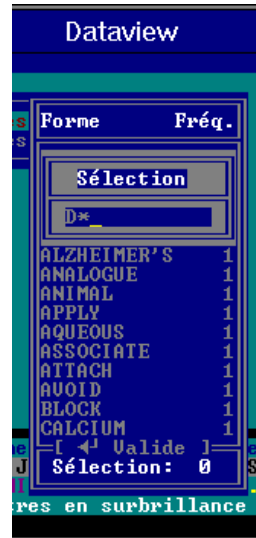 Dataview
Forme Fréq.
Sélection
D*_
ALZHEIMER'S 1
ANALOGUE 1
ANIMAL 1
APPLY 1
AQUEOUS 1
ASSOCIATE 1
ATTACH 1
AVOID 1
BLOCK 1
CALCIUM 1
[ ↵ Valide ]
Sélection: 0
res en surbrillance